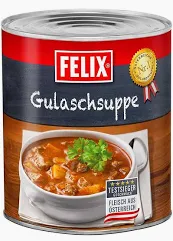 FELIX
Gulaschsuppe
TESTSIEGER
FLEISCH AUS
ÖSTERREICH